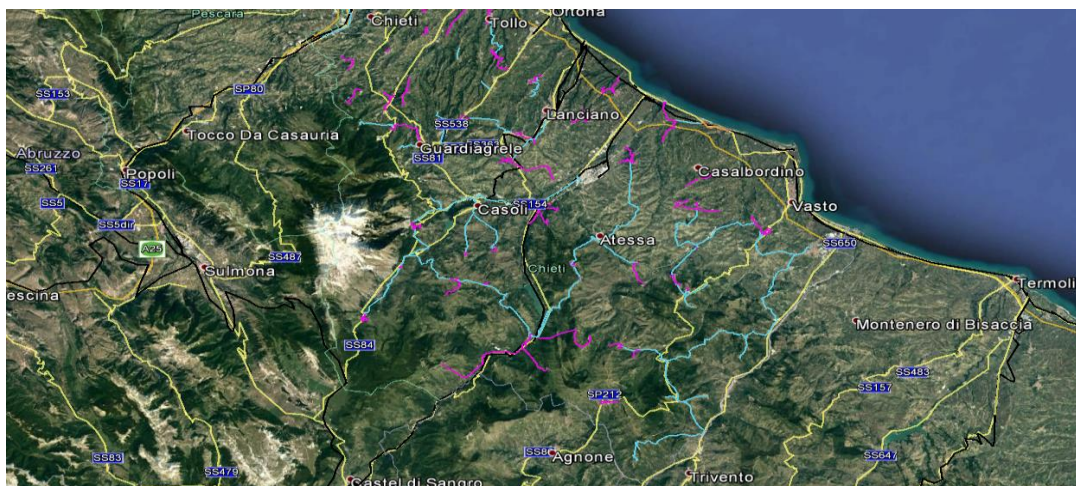 Pescara
Chieti
Tollo
Ortona
SS153
SP80
Lanciano
Tocco Da Casauria
SS538
Guardiagrele
SS81
Abruzzo
SS261
Popoli
SS17
Casalbordino
SS5
Casoli
SS154
Vasto
SS5dir
A25
Atessa
SS650
SS487
Sulmona
Chieti
Termoli
escina
Montenero di Bisaccia
SS84
SS483
SS157
SP212
SS83
SS479
SS8
Agnone
SS647
Castel di Sangro
Trivento